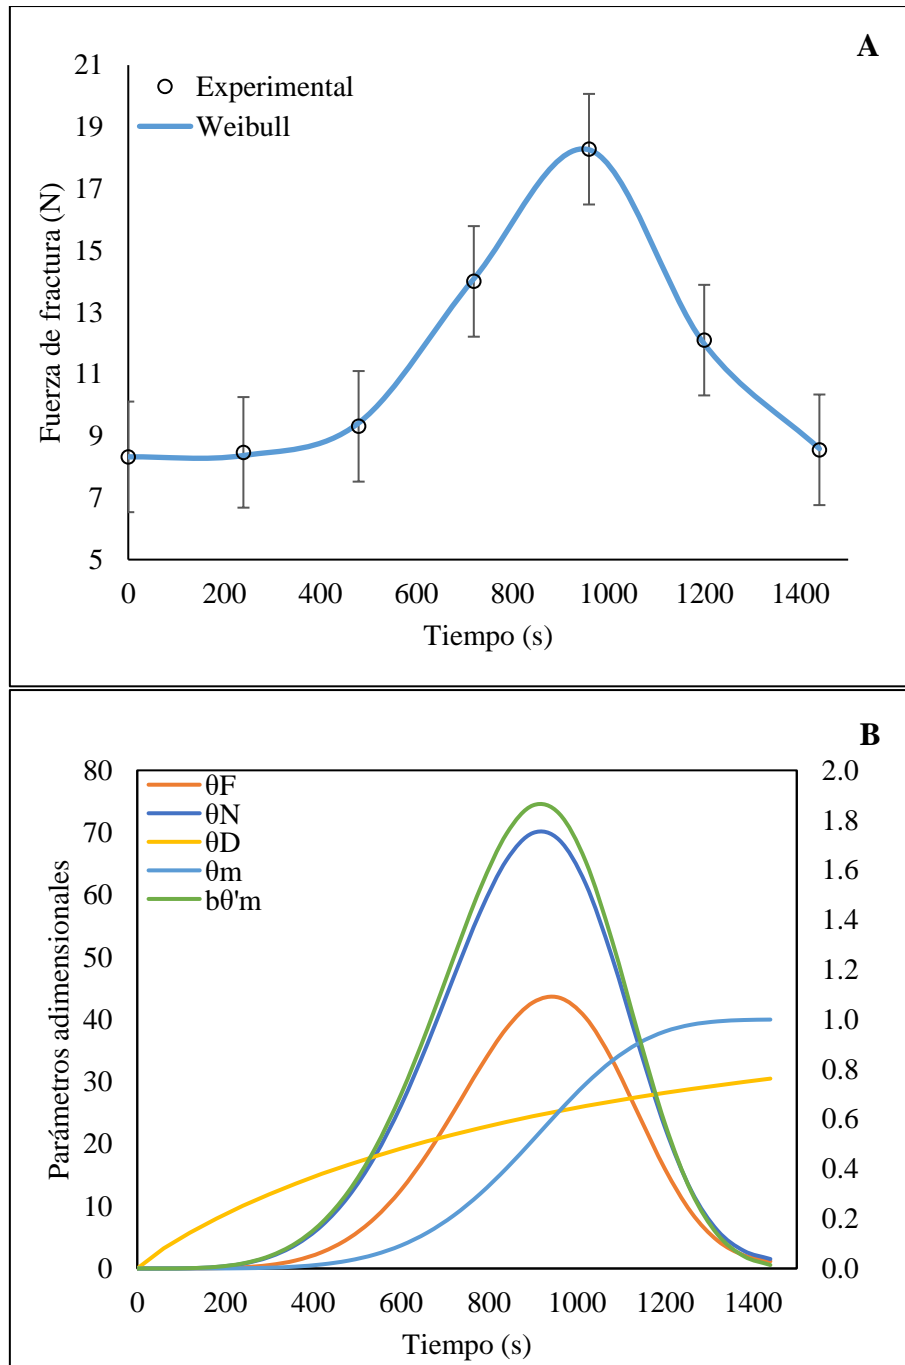 A
21
19
17
15
13
11
9
7
5
Fuerza de fractura (N)
Experimental
Weibull
0 200 400 600 800 1000 1200 1400
Tiempo (s)
B
80
70
60
50
40
30
20
10
0
Parámetros adimensionales
θF
θN
θD
θm
bθ'm
2.0
1.8
1.6
1.4
1.2
1.0
0.8
0.6
0.4
0.2
0.0
0 200 400 600 800 1000 1200 1400
Tiempo (s)